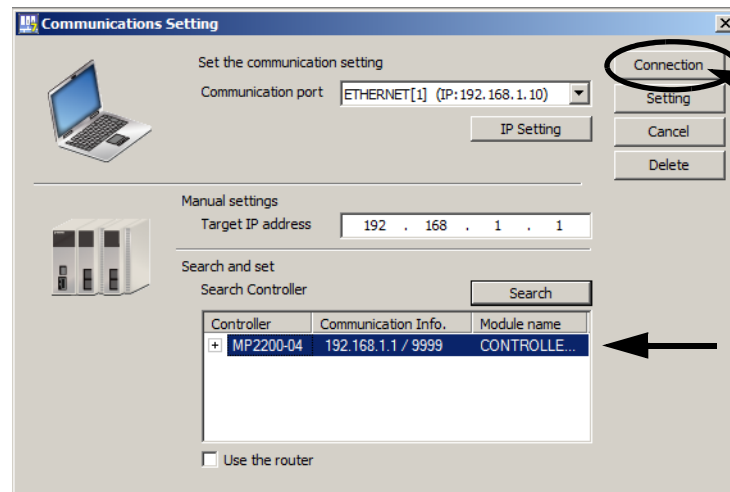 Communications Setting
Set the communication setting
Communication port ETHERNET[1] (IP:192.168.1.10)
IP Setting
Connection
Setting
Cancel
Delete
Manual settings
Target IP address 192 . 168 . 1 . 1
Search and set
Search Controller Search
Controller Communication Info. Module name
MP2200-04 192.168.1.1 / 9999 CONTROLLE...
Use the router